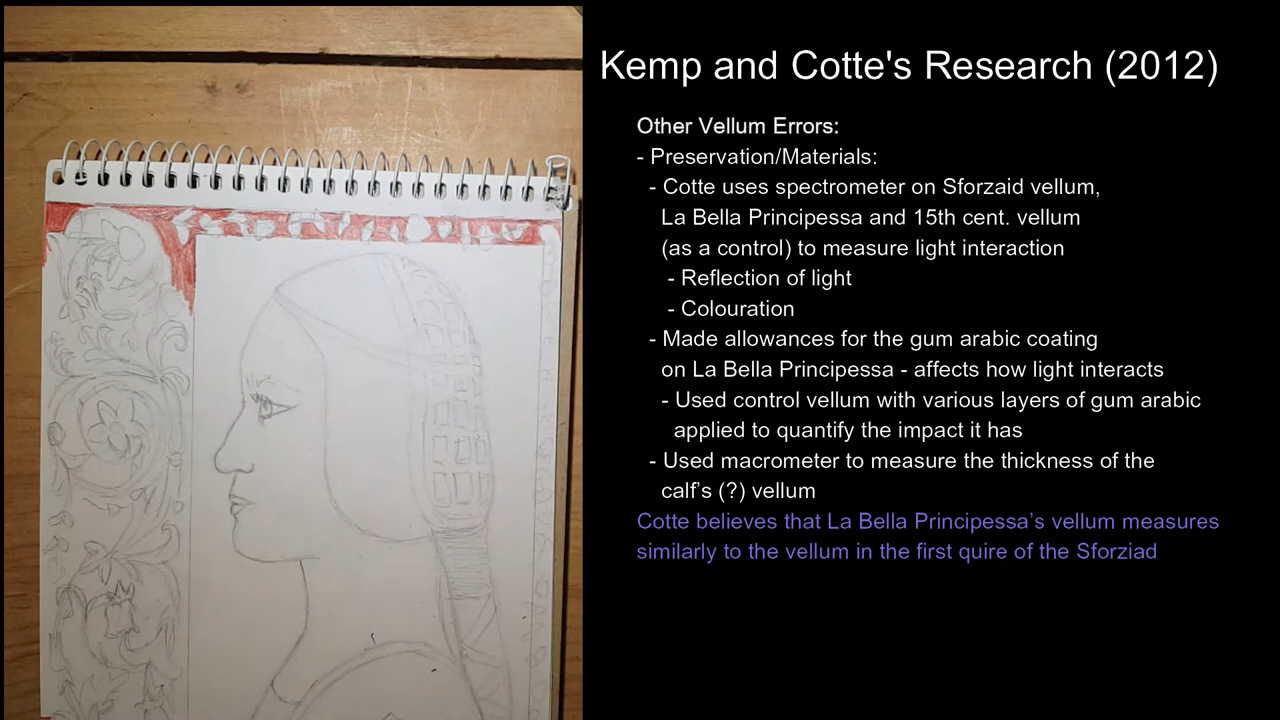 Kemp and Cotte's Research (2012)
Other Vellum Errors:
- Preservation/Materials:
- Cotte uses spectrometer on Sforzaid vellum,
La Bella Principessa and 15th cent. vellum
(as a control) to measure light interaction
- Reflection of light
- Colouration
- Made allowances for the gum arabic coating
on La Bella Principessa - affects how light interacts
- Used control vellum with various layers of gum arabic
applied to quantify the impact it has
- Used macrometer to measure the thickness of the
calf's (?) vellum
Cotte believes that La Bella Principessa's vellum measures
similarly to the vellum in the first quire of the Sforziad